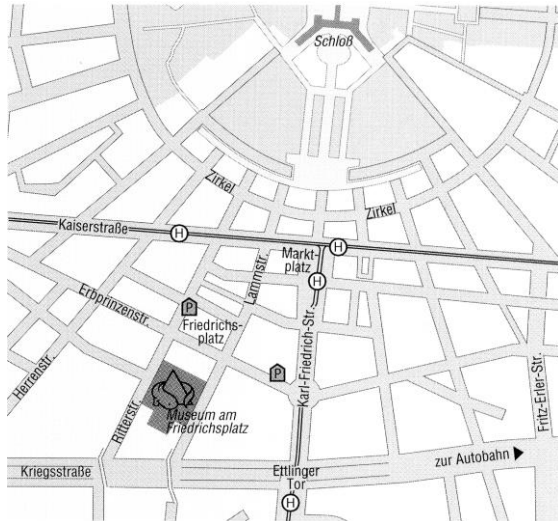 Schloß
Zirkel
Zirkel
Kaiserstraße
H
H
Markt-
platz
H
Lammstr.
Erbprinzenstr.
P
Friedrichs-
platz
Karl-Friedrich-Str.
P
Herrenstr.
Ritterstr.
Museum am
Friedrichsplatz
Fritz-Erler-Str.
Kriegsstraße
Ettlinger
Tor
zur Autobahn
H